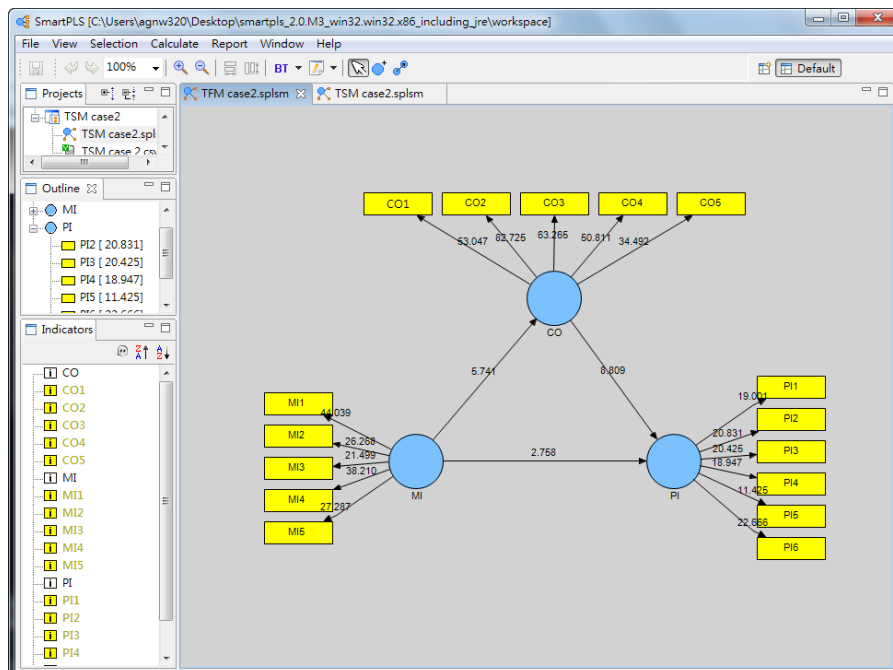 SmartPLS [C:\Users\agnw320\Desktop\smartpls_2.0.M3_win32.win32.x86_including_jre\workspace]
File View Selection Calculate Report Window Help
100% BT Default
Projects
TSM case2
TSM case2.spl
TSM case 2.csv
Outline
MI
PI
PI2 [ 20.831]
PI3 [ 20.425]
PI4 [ 18.947]
PI5 [ 11.425]
PI6 [ 22.666]
Indicators
CO
CO1
CO2
CO3
CO4
CO5
MI
MI1
MI2
MI3
MI4
MI5
PI
PI1
PI2
PI3
PI4
TFM case2.splsm TSM case2.splsm
CO1 CO2 CO3 CO4 CO5
53.047 82.725 63.265 50.811 34.492
CO
5.741 8.809
MI1
44.039
MI2
26.268
MI3
21.499
MI4
38.210
MI5
27.287
MI
2.758
PI
PI1
19.001
PI2
20.831
PI3
20.425
PI4
18.947
PI5
11.425
PI6
22.666